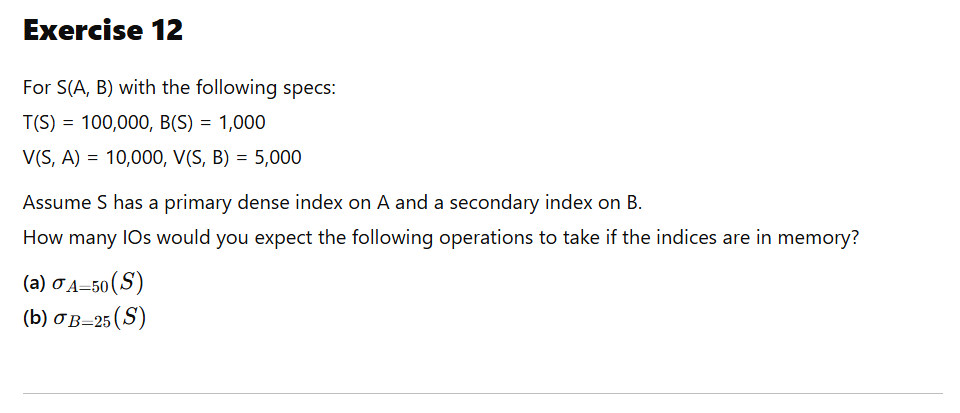 Exercise 12
For S(A, B) with the following specs:
T(S) = 100,000, B(S) = 1,000
V(S, A) = 10,000, V(S, B) = 5,000
Assume S has a primary dense index on A and a secondary index on B.
How many IOs would you expect the following operations to take if the indices are in memory?
(a) σ_{A=50}(S)
(b) σ_{B=25}(S)